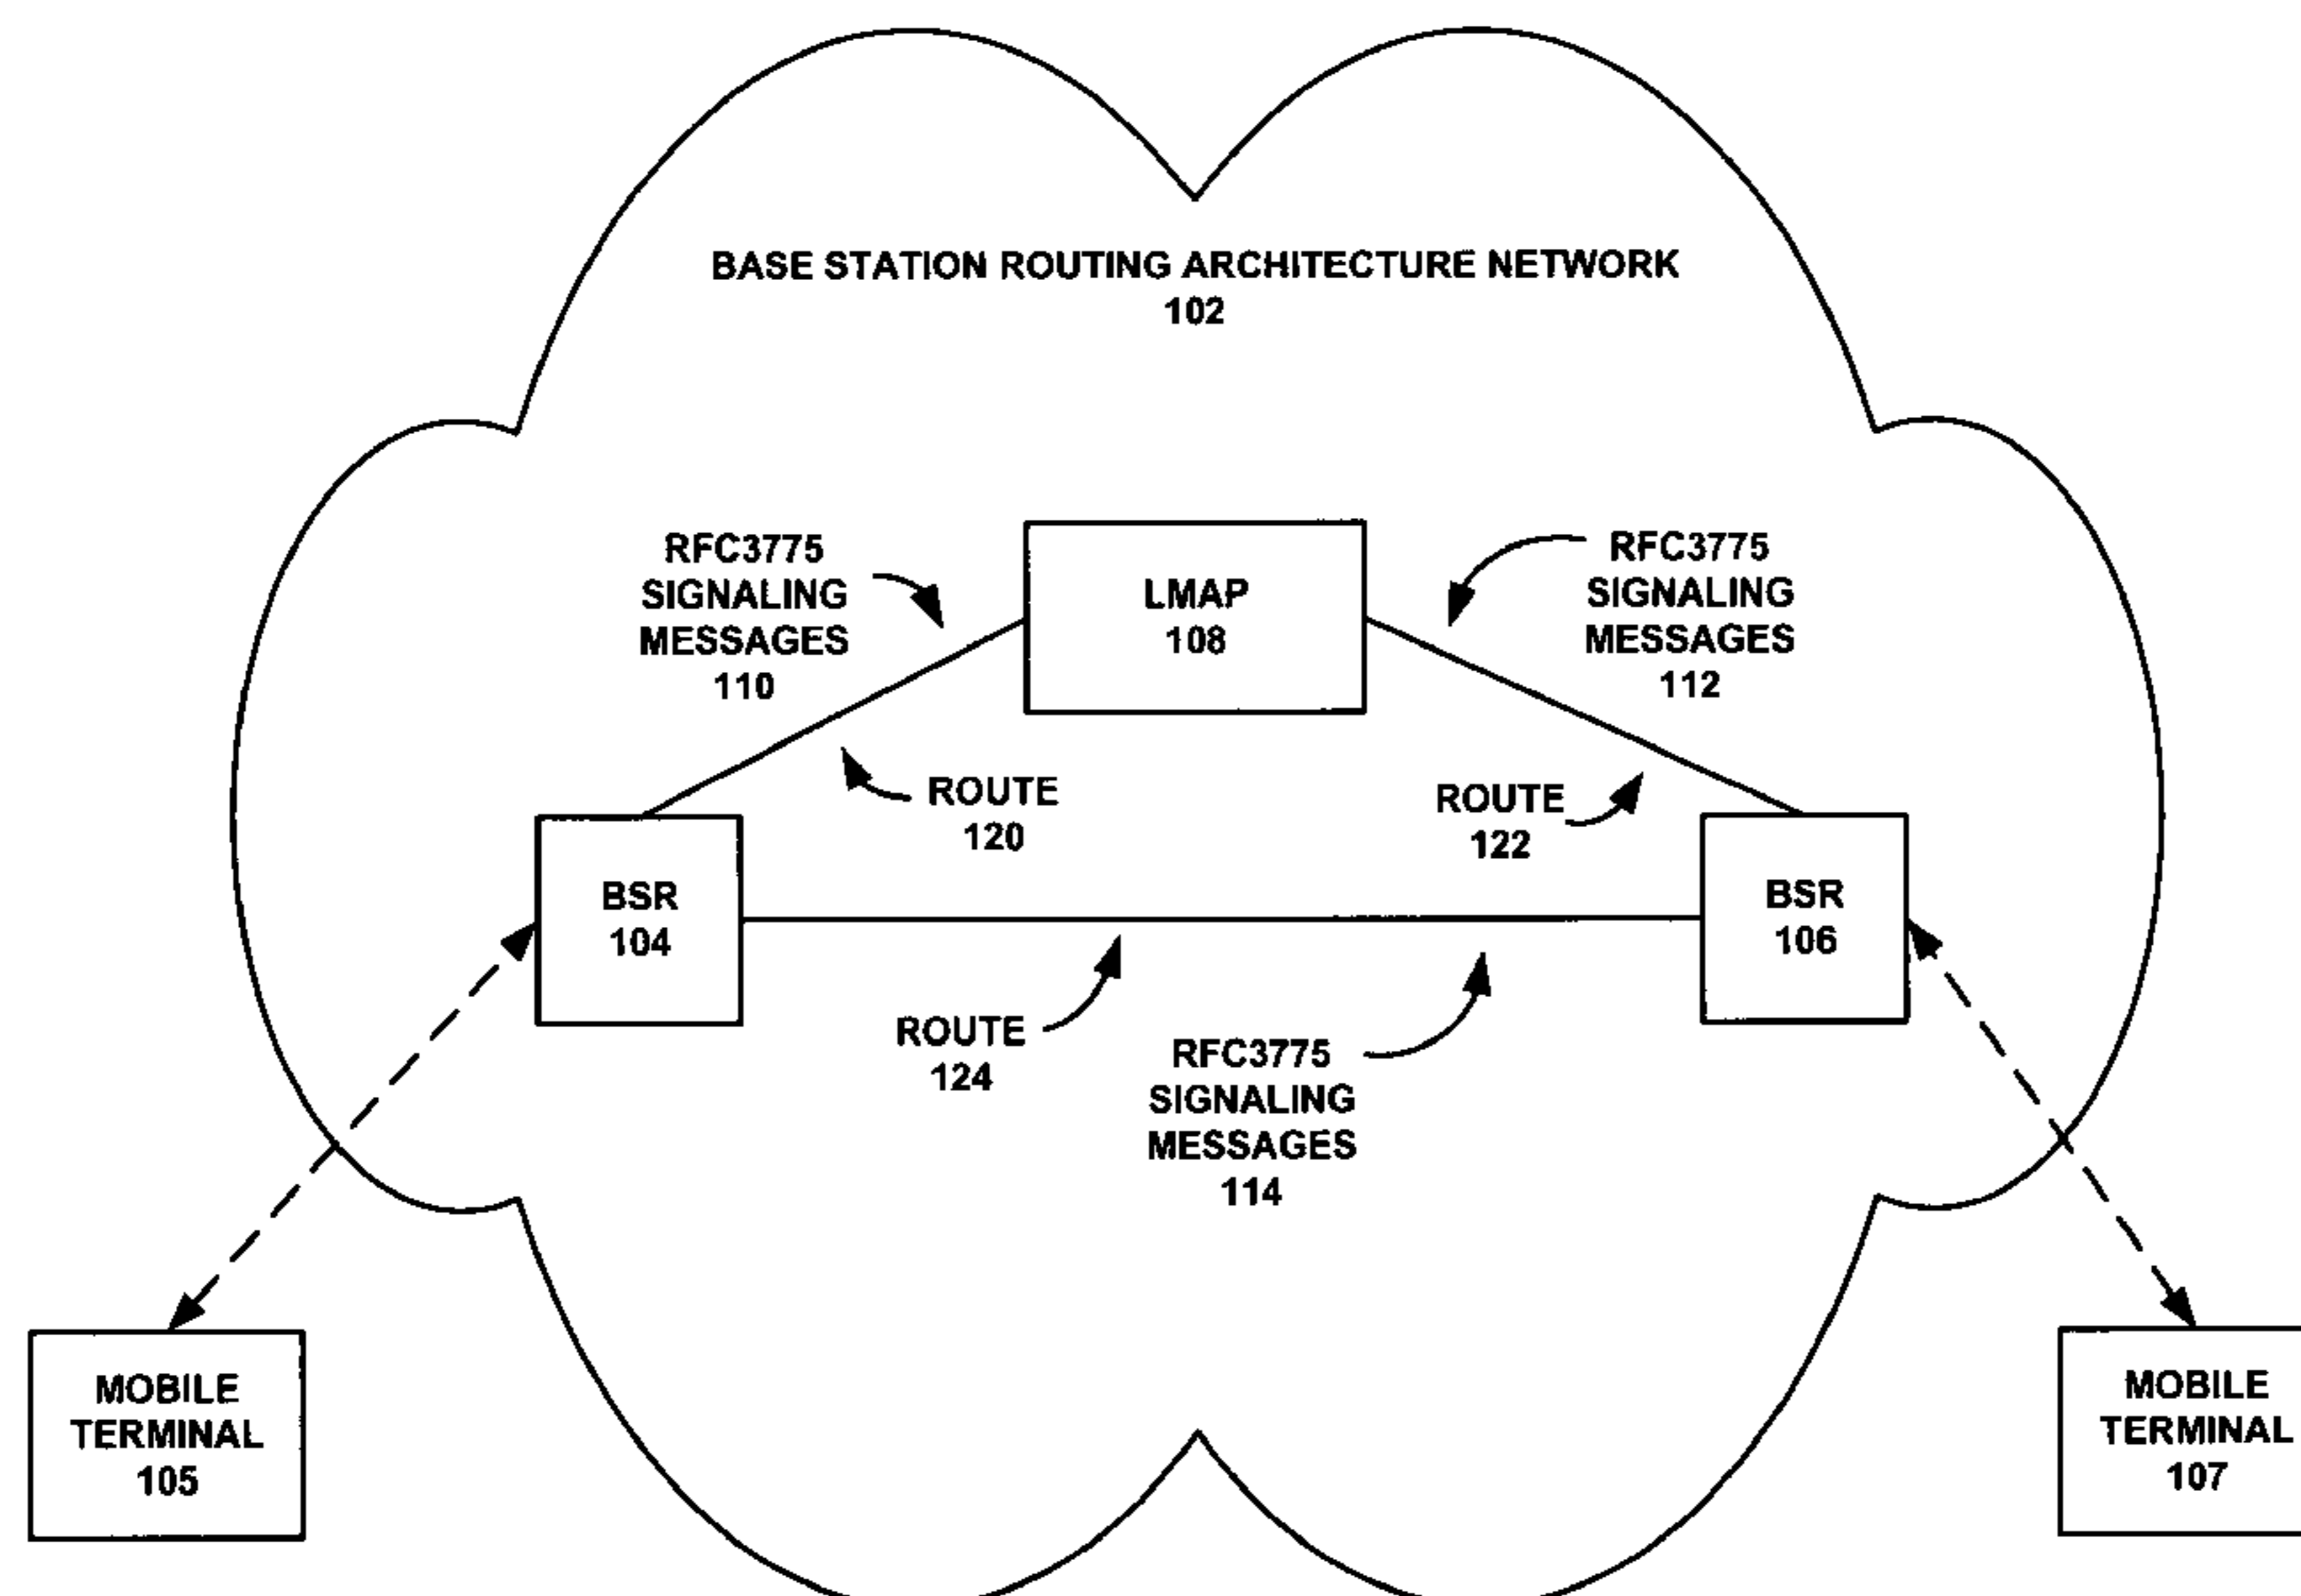 BASE STATION ROUTING ARCHITECTURE NETWORK
102
RFC3775
SIGNALING
MESSAGES
110
LMAP
108
RFC3775
SIGNALING
MESSAGES
112
ROUTE
120
ROUTE
122
BSR
104
BSR
106
ROUTE
124
RFC3775
SIGNALING
MESSAGES
114
MOBILE
TERMINAL
105
MOBILE
TERMINAL
107